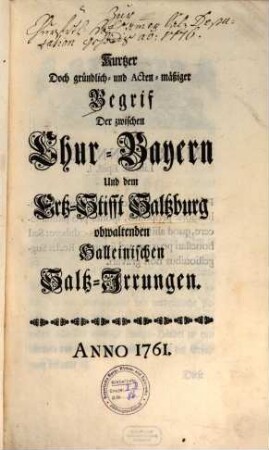 Kurtzer
Doch gründlich- und Acten-mäßiger
Begrif
Der zwischen
Chur-Bayern
Und dem
Ertz-Stifft Saltzburg
obwaltenden
Halleinischen
Saltz-Irrungen.
ANNO 1761.